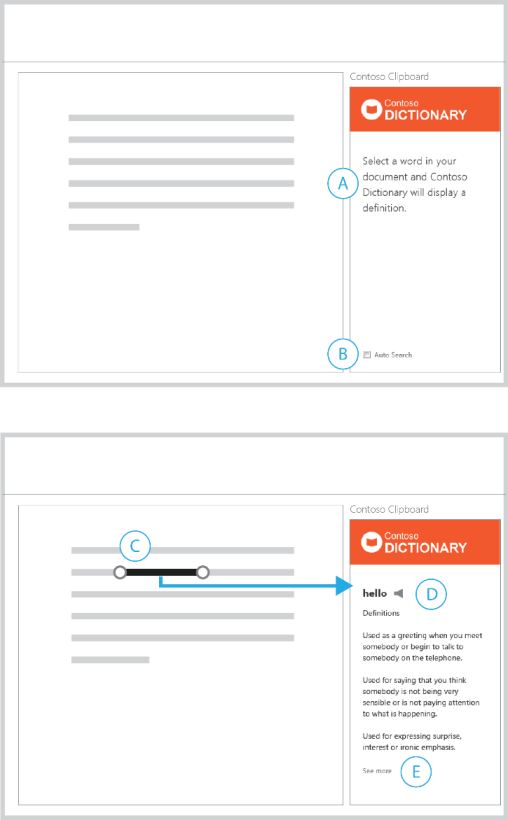 Contoso Clipboard
Contoso
DICTIONARY
Select a word in your
document and Contoso
Dictionary will display a
definition.
A
B
Auto Search
Contoso Clipboard
Contoso
DICTIONARY
C
hello
D
Definitions
Used as a greeting when you meet
somebody or begin to talk to
somebody on the telephone.
Used for saying that you think
somebody is not being very
sensible or is not paying attention
to what is happening.
Used for expressing surprise,
interest or ironic emphasis.
See more
E